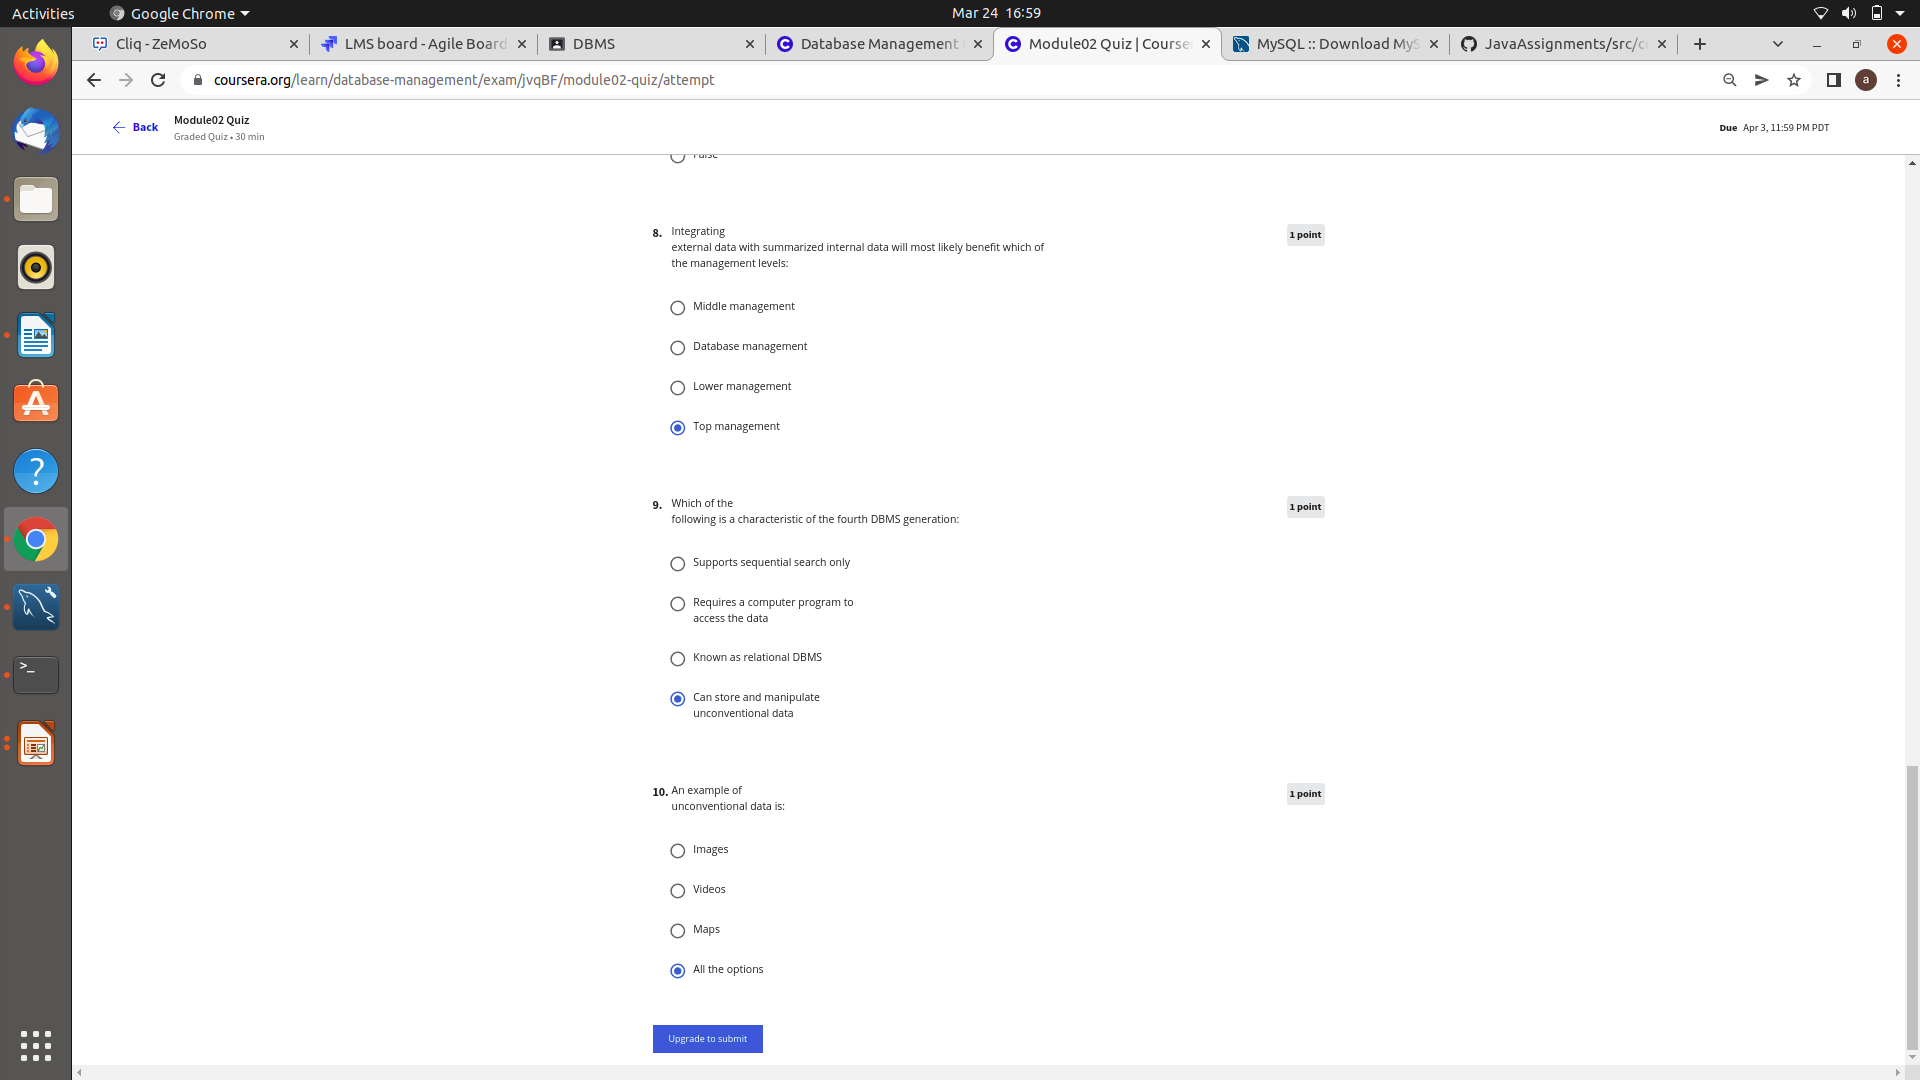 Activities
Google Chrome
Mar 24 16:59
Cliq - ZeMoSo
LMS board - Agile Board
DBMS
Database Management
Module02 Quiz | Course
MySQL :: Download MyS
JavaAssignments/src/c
coursera.org/learn/database-management/exam/jvqBF/module02-quiz/attempt
a
Back
Module02 Quiz
Graded Quiz • 30 min
Due Apr 3, 11:59 PM PDT
False
8. Integrating
external data with summarized internal data will most likely benefit which of
the management levels:
1 point
Middle management
Database management
Lower management
Top management
9. Which of the
following is a characteristic of the fourth DBMS generation:
1 point
Supports sequential search only
Requires a computer program to
access the data
Known as relational DBMS
Can store and manipulate
unconventional data
10. An example of
unconventional data is:
1 point
Images
Videos
Maps
All the options
Upgrade to submit